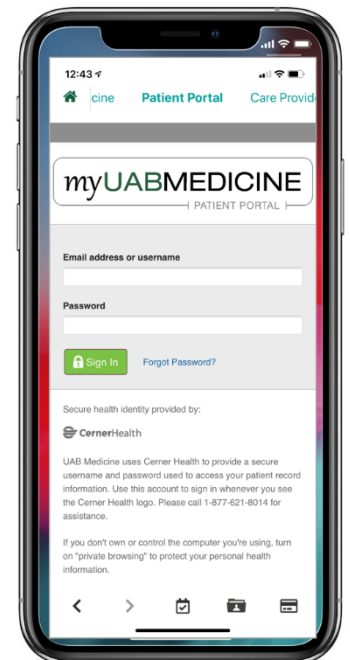 12:43
cine Patient Portal Care Provid
myUABMEDICINE
PATIENT PORTAL
Email address or username
Password
Sign In Forgot Password?
Secure health identity provided by:
CernerHealth
UAB Medicine uses Cerner Health to provide a secure
username and password used to access your patient record
information. Use this account to sign in whenever you see
the Cerner Health logo. Please call 1-877-621-8014 for
assistance.
If you don't own or control the computer you're using, turn
on "private browsing" to protect your personal health
information.